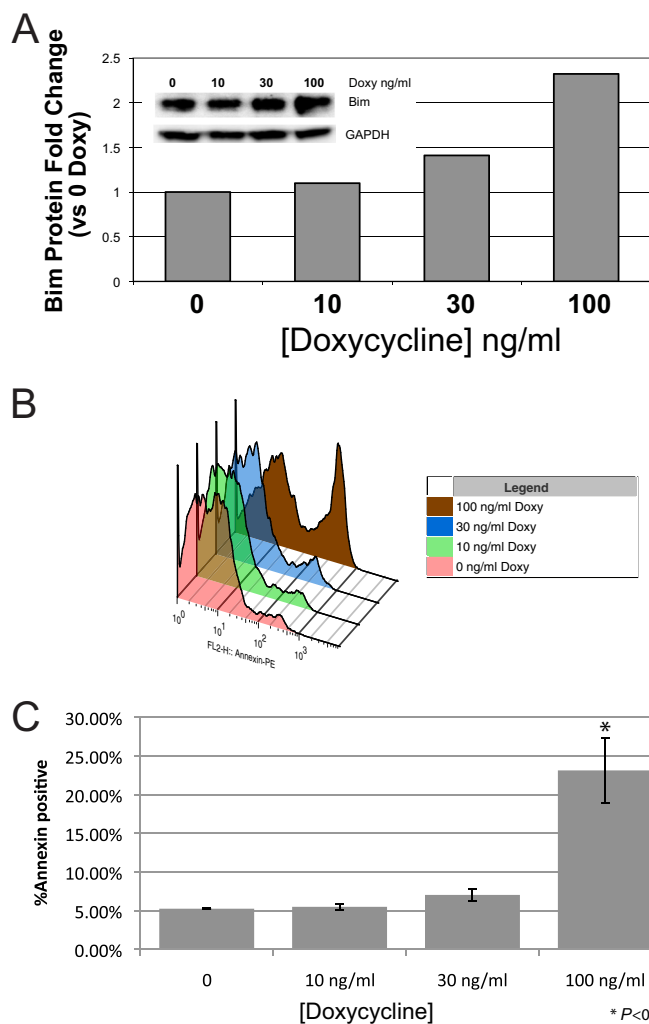 A
Bim Protein Fold Change
(vs 0 Doxy)
2.5
2
1.5
1
0.5
0
0 10 30 100 Doxy ng/ml
Bim
GAPDH
0 10 30 100
[Doxycycline] ng/ml
B
10^0 10^1 10^2 10^3
FL2-H:: Annexin-PE
Legend
100 ng/ml Doxy
30 ng/ml Doxy
10 ng/ml Doxy
0 ng/ml Doxy
C
%Annexin positive
30.00%
25.00%
20.00%
15.00%
10.00%
5.00%
0.00%
*
0 10 ng/ml 30 ng/ml 100 ng/ml
[Doxycycline]
* P<0